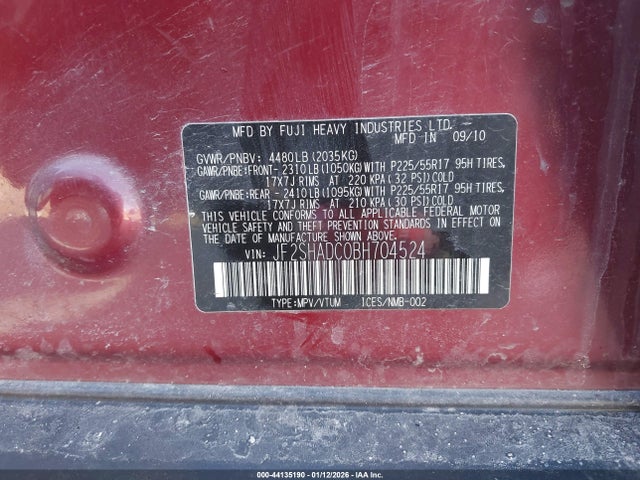 MFD BY FUJI HEAVY INDUSTRIES LTD.
MFD IN 09/10
GVWR/PNBV: 4480LB(2035KG)
GAWR/PNBE:FRONT- 2310LB(1050KG)WITH P225/55R17 95H TIRES,
17X7J RIMS AT 220 KPA(32 PSI)COLD
GAWR/PNBE:REAR - 2410LB(1095KG)WITH P225/55R17 95H TIRES,
17X7J RIMS AT 210 KPA(30 PSI)COLD
THIS VEHICLE CONFORMS TO ALL APPLICABLE FEDERAL MOTOR
VEHICLE SAFETY, BUMPER, AND THEFT PREVENTION
STANDARDS IN EFFECT ON THE DATE OF MANUFACTURE SHOWN ABOVE.
VIN: JF2SHADC0BH704524
TYPE:MPV/VTUM ICES/NMB-002
000-44135190 - 01/12/2026 - IAAI.COM